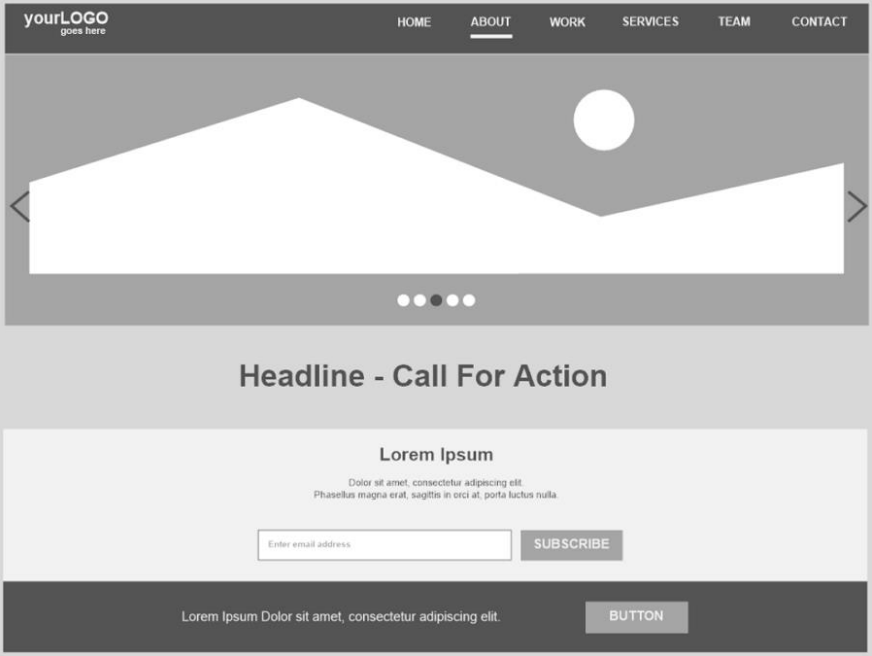 yourLOGO
goes here
HOME ABOUT WORK SERVICES TEAM CONTACT
Headline - Call For Action
Lorem Ipsum
Dolor sit amet, consectetur adipiscing elit.
Phasellus magna erat, sagittis in orci at, porta luctus nulla.
Enter email address SUBSCRIBE
Lorem Ipsum Dolor sit amet, consectetur adipiscing elit. BUTTON